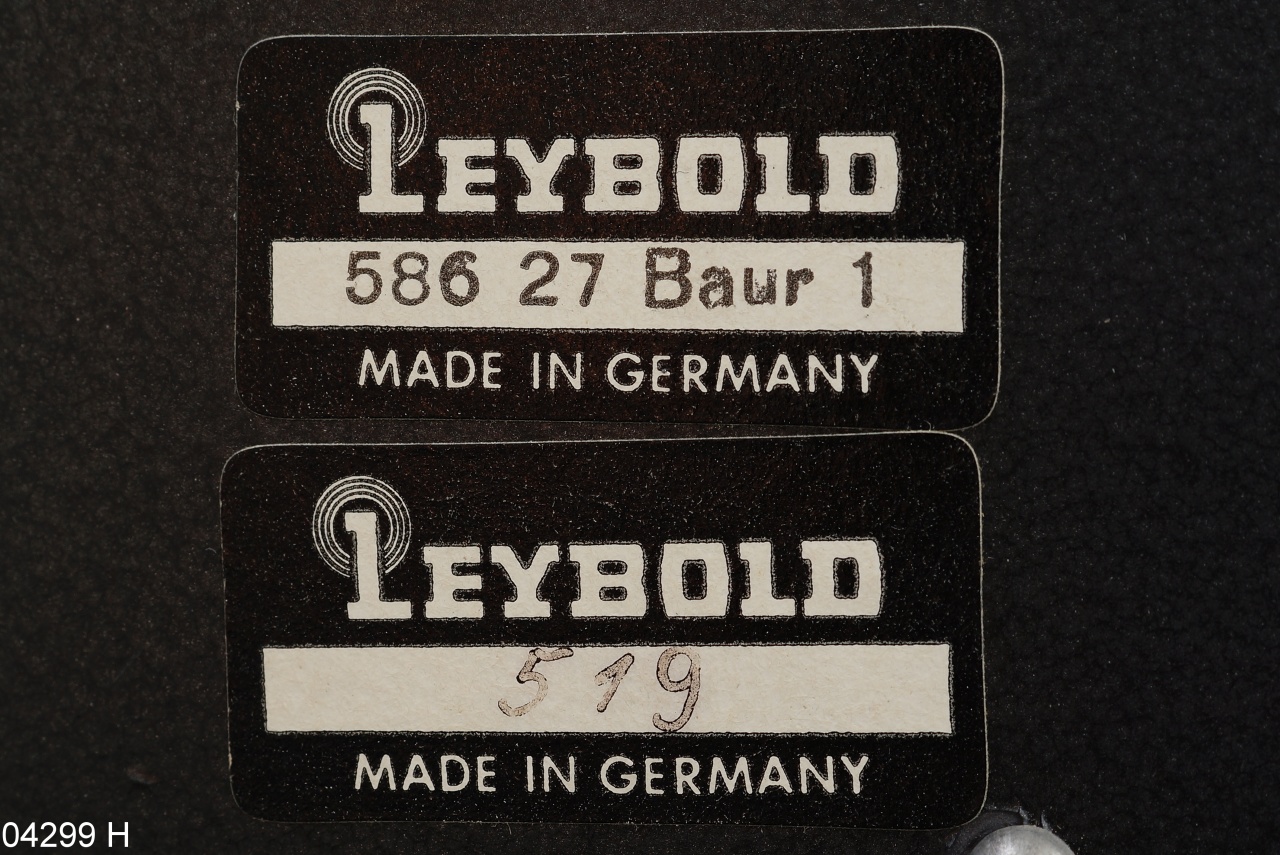 LEYBOLD
586 27 Baur 1
MADE IN GERMANY
LEYBOLD
519
MADE IN GERMANY
04299 H